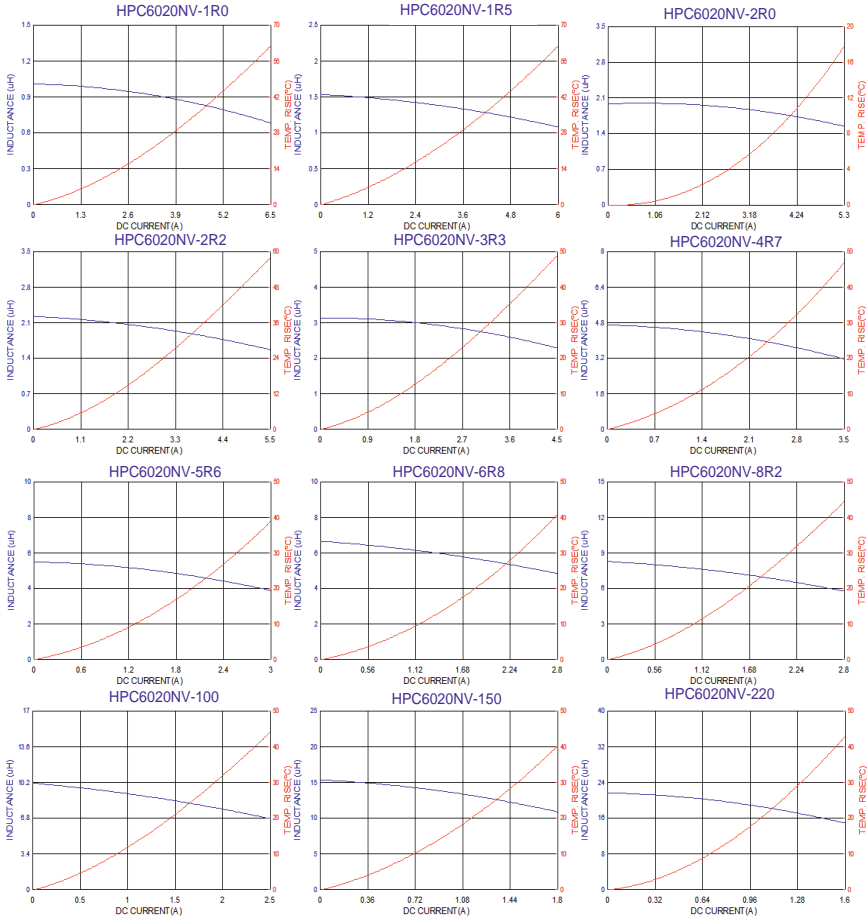 HPC6020NV-1R0
INDUCTANCE (uH)
1.5
1.2
0.9
0.6
0.3
0
70
56
42
28
14
0
TEMP. RISE(ºC)
0 1.3 2.6 3.9 5.2 6.5
DC CURRENT(A)
HPC6020NV-1R5
INDUCTANCE (uH)
2.5
2
1.5
1
0.5
0
70
56
42
28
14
0
TEMP. RISE(ºC)
0 1.2 2.4 3.6 4.8 6
DC CURRENT(A)
HPC6020NV-2R0
INDUCTANCE (uH)
3.5
2.8
2.1
1.4
0.7
0
20
16
12
8
4
0
TEMP. RISE(ºC)
0 1.06 2.12 3.18 4.24 5.3
DC CURRENT(A)
HPC6020NV-2R2
INDUCTANCE (uH)
3.5
2.8
2.1
1.4
0.7
0
60
48
36
24
12
0
TEMP. RISE(ºC)
0 1.1 2.2 3.3 4.4 5.5
DC CURRENT(A)
HPC6020NV-3R3
INDUCTANCE (uH)
5
4
3
2
1
0
50
40
30
20
10
0
TEMP. RISE(ºC)
0 0.9 1.8 2.7 3.6 4.5
DC CURRENT(A)
HPC6020NV-4R7
INDUCTANCE (uH)
8
6.4
4.8
3.2
1.6
0
50
40
30
20
10
0
TEMP. RISE(ºC)
0 0.7 1.4 2.1 2.8 3.5
DC CURRENT(A)
HPC6020NV-5R6
INDUCTANCE (uH)
10
8
6
4
2
0
50
40
30
20
10
0
TEMP. RISE(ºC)
0 0.6 1.2 1.8 2.4 3
DC CURRENT(A)
HPC6020NV-6R8
INDUCTANCE (uH)
10
8
6
4
2
0
50
40
30
20
10
0
TEMP. RISE(ºC)
0 0.56 1.12 1.68 2.24 2.8
DC CURRENT(A)
HPC6020NV-8R2
INDUCTANCE (uH)
15
12
9
6
3
0
50
40
30
20
10
0
TEMP. RISE(ºC)
0 0.56 1.12 1.68 2.24 2.8
DC CURRENT(A)
HPC6020NV-100
INDUCTANCE (uH)
17
13.6
10.2
6.8
3.4
0
50
40
30
20
10
0
TEMP. RISE(ºC)
0 0.5 1 1.5 2 2.5
DC CURRENT(A)
HPC6020NV-150
INDUCTANCE (uH)
25
20
15
10
5
0
50
40
30
20
10
0
TEMP. RISE(ºC)
0 0.36 0.72 1.08 1.44 1.8
DC CURRENT(A)
HPC6020NV-220
INDUCTANCE (uH)
40
32
24
16
8
0
50
40
30
20
10
0
TEMP. RISE(ºC)
0 0.32 0.64 0.96 1.28 1.6
DC CURRENT(A)